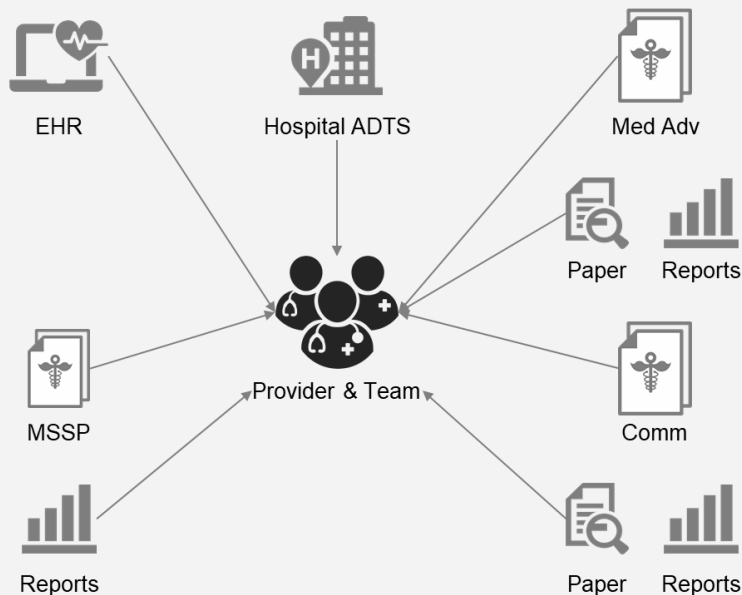 EHR
Hospital ADTS
Med Adv
H
Paper
Reports
Provider & Team
MSSP
Comm
Reports
Paper
Reports